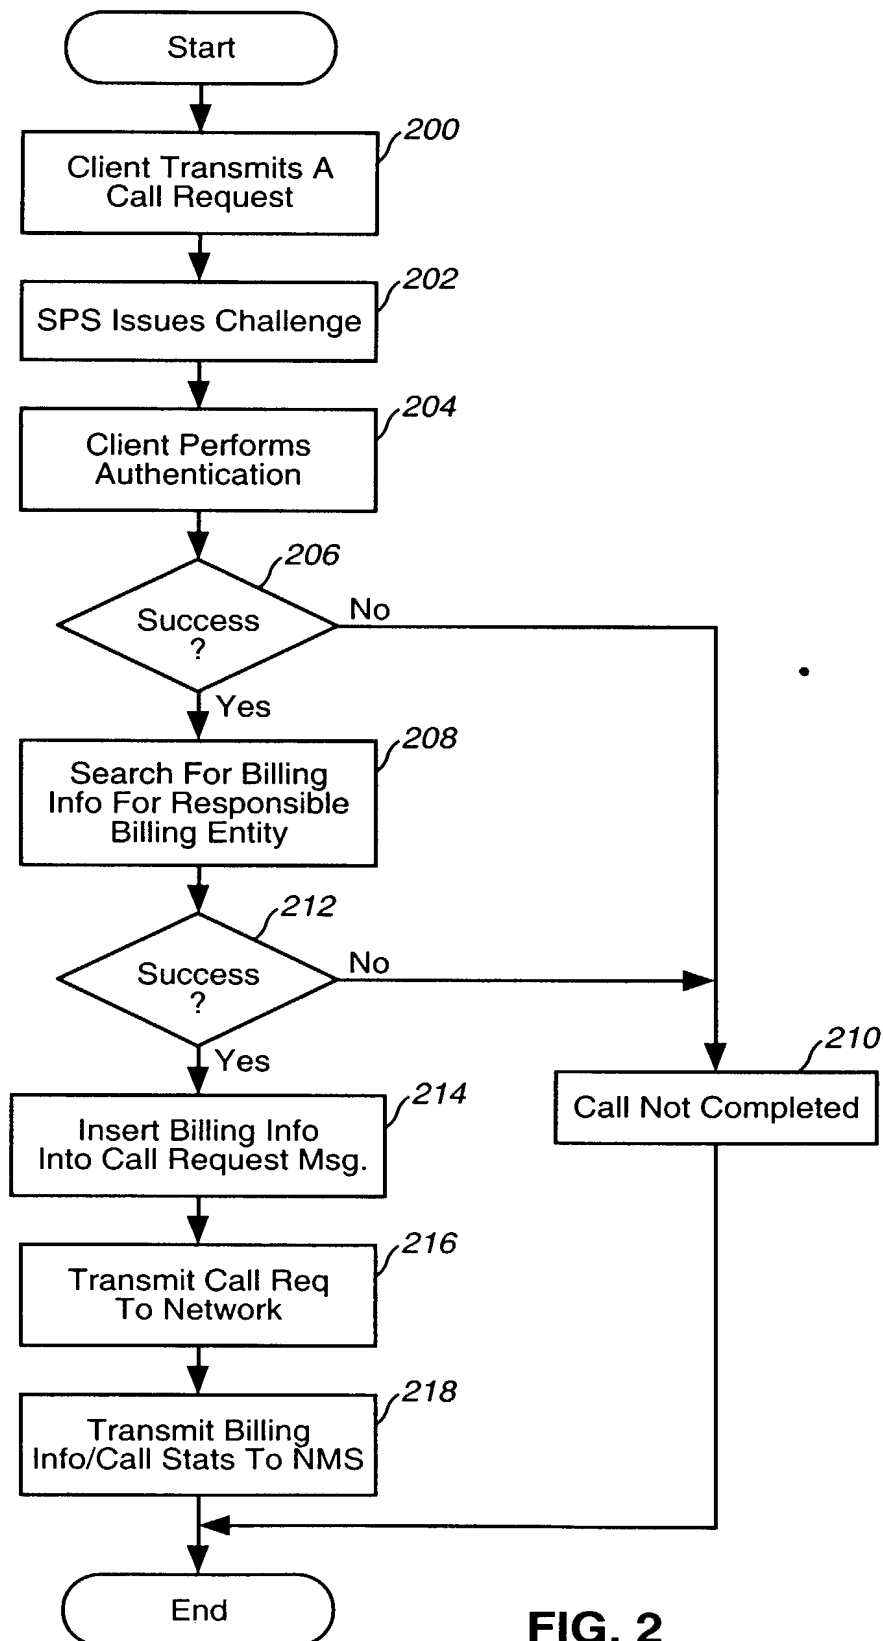 Start
200
Client Transmits A
Call Request
202
SPS Issues Challenge
204
Client Performs
Authentication
206
Success
?
No
Yes
208
Search For Billing
Info For Responsible
Billing Entity
212
Success
?
No
Yes
210
Call Not Completed
214
Insert Billing Info
Into Call Request Msg.
216
Transmit Call Req
To Network
218
Transmit Billing
Info/Call Stats To NMS
End
FIG. 2